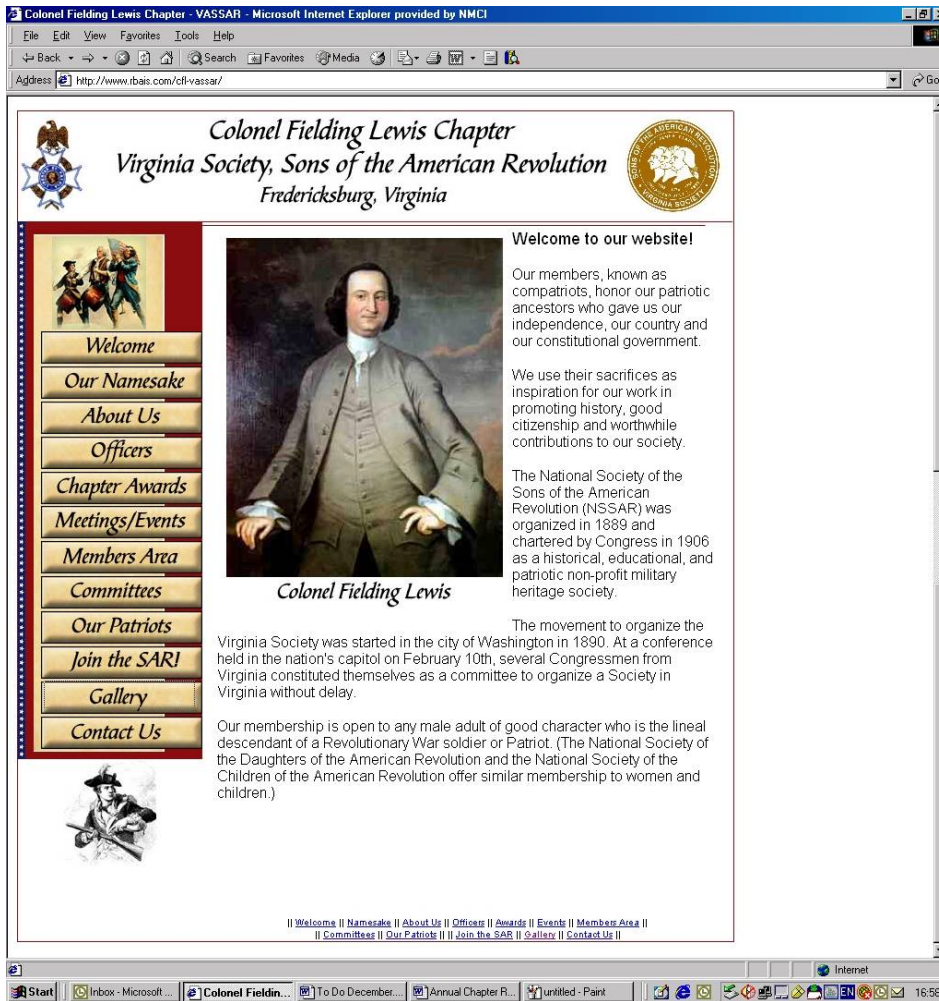 Colonel Fielding Lewis Chapter - VASSAR - Microsoft Internet Explorer provided by NMCI
File Edit View Favorites Tools Help
Back Search Favorites Media
Address http://www.rbais.com/cfl-vassar/ Go
Colonel Fielding Lewis Chapter
Virginia Society, Sons of the American Revolution
Fredericksburg, Virginia
SONS OF THE AMERICAN REVOLUTION
VIRGINIA SOCIETY
Welcome
Our Namesake
About Us
Officers
Chapter Awards
Meetings/Events
Members Area
Committees
Our Patriots
Join the SAR!
Gallery
Contact Us
Colonel Fielding Lewis
Welcome to our website!
Our members, known as
compatriots, honor our patriotic
ancestors who gave us our
independence, our country and
our constitutional government.
We use their sacrifices as
inspiration for our work in
promoting history, good
citizenship and worthwhile
contributions to our society.
The National Society of the
Sons of the American
Revolution (NSSAR) was
organized in 1889 and
chartered by Congress in 1906
as a historical, educational, and
patriotic non-profit military
heritage society.
The movement to organize the
Virginia Society was started in the city of Washington in 1890. At a conference
held in the nation's capitol on February 10th, several Congressmen from
Virginia constituted themselves as a committee to organize a Society in
Virginia without delay.
Our membership is open to any male adult of good character who is the lineal
descendant of a Revolutionary War soldier or Patriot. (The National Society of
the Daughters of the American Revolution and the National Society of the
Children of the American Revolution offer similar membership to women and
children.)
|| Welcome || Namesake || About Us || Officers || Awards || Events || Members Area ||
|| Committees || Our Patriots || || Join the SAR || Gallery || Contact Us ||
Internet
Start Inbox - Microsoft ... Colonel Fieldin... To Do December.... Annual Chapter R... untitled - Paint EN 16:58